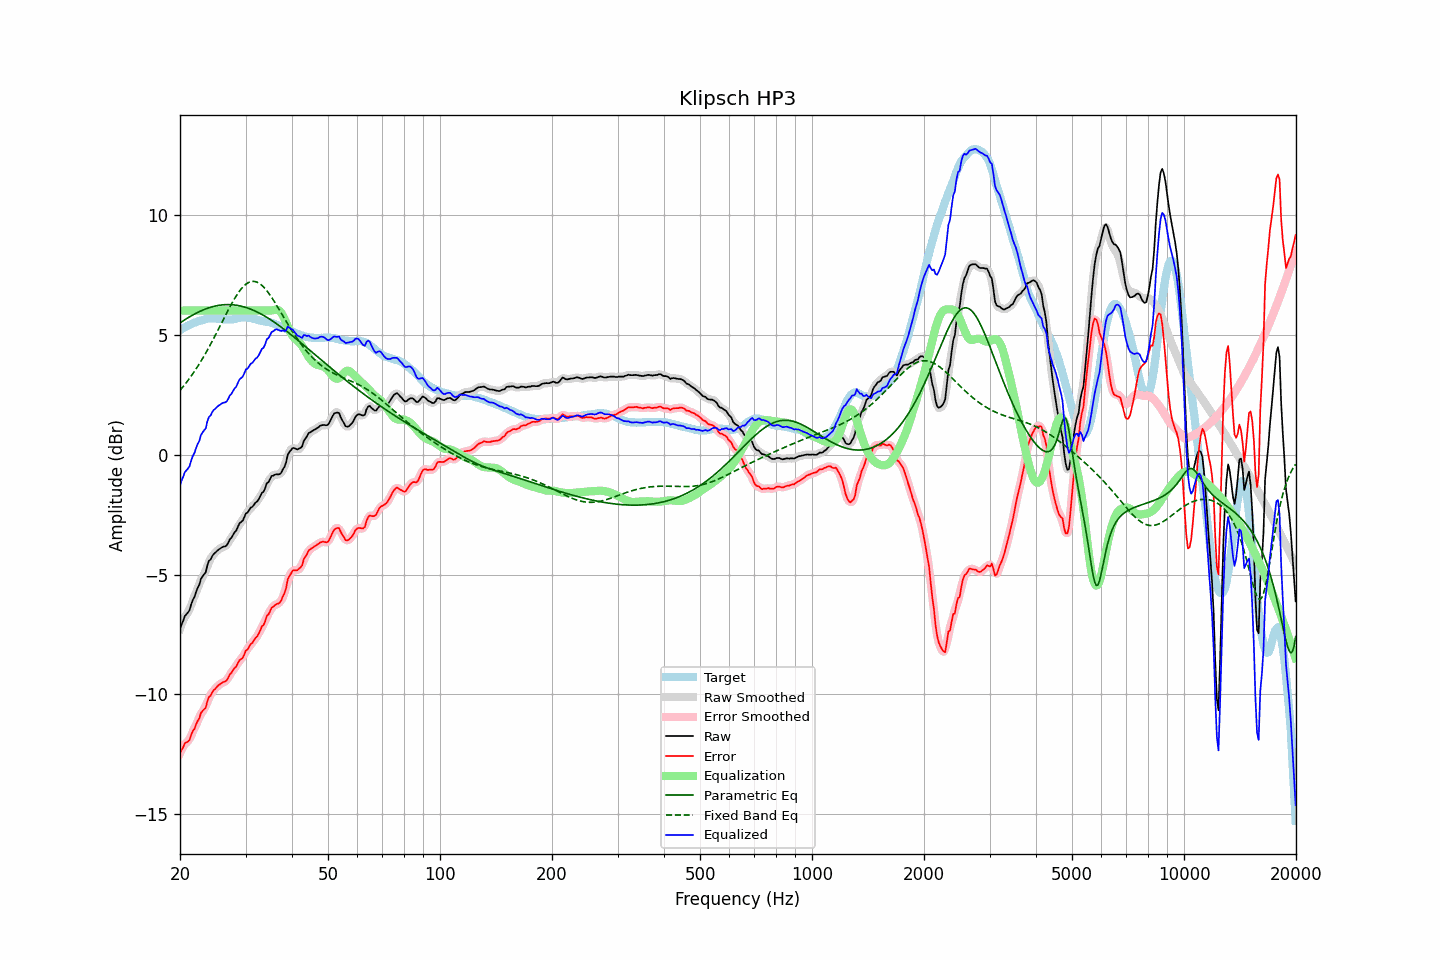 Klipsch HP3
Amplitude (dBr)
10
5
0
−5
−10
−15
20
50
100
200
500
1000
2000
5000
10000
20000
Frequency (Hz)
Target
Raw Smoothed
Error Smoothed
Raw
Error
Equalization
Parametric Eq
Fixed Band Eq
Equalized